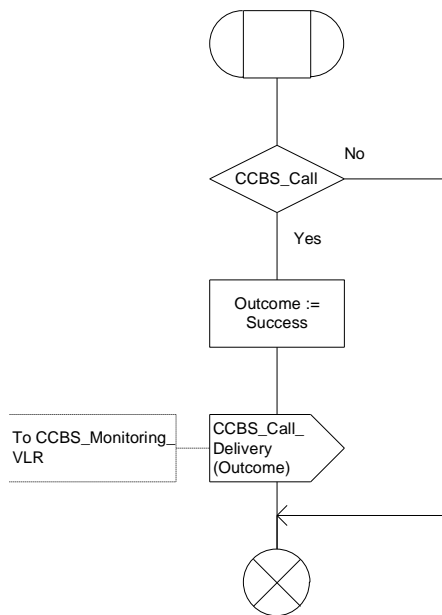 CCBS_Call
No
Yes
Outcome :=
Success
To CCBS_Monitoring_
VLR
CCBS_Call_
Delivery
(Outcome)